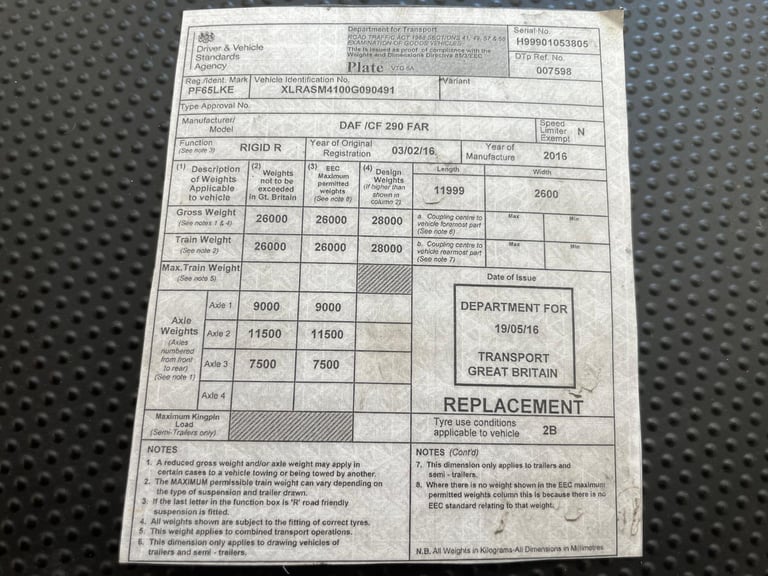 Driver & Vehicle
Standards
Agency
Department for Transport
ROAD TRAFFIC ACT 1988 SECTIONS 41, 49, 57 & 58
EXAMINATION OF GOODS VEHICLES
This is issued as proof of compliance with the
Weights and Dimensions Directive 85/3/EEC
Plate VTG 6A
Serial No.
H99901053805
DTp Ref. No.
007598
Reg./Ident. Mark
PF65LKE
Vehicle Identification No.
XLRASM4100G090491
Variant
Type Approval No.
Manufacturer/
Model
DAF /CF 290 FAR
Speed
Limiter
Exempt
N
Function
(See note 3)
RIGID R
Year of Original
Registration
03/02/16
Year of
Manufacture
2016
(1) Description
of Weights
Applicable
to vehicle
(2) Weights
not to be
exceeded
in Gt. Britain
(3) EEC
Maximum
permitted
weights
(See note 8)
(4) Design
Weights
(if higher than
shown in
column 2)
Length
11999
Width
2600
Gross Weight
(See notes 1 & 4)
26000
26000
28000
a. Coupling centre to
vehicle foremost part
(See note 6)
Max
Min
Train Weight
(See note 2)
26000
26000
28000
b. Coupling centre to
vehicle rearmost part
(See note 7)
Max
Min
Max.Train Weight
(See note 5)
Axle
Weights
(Axles
numbered
from front
to rear)
(See note 1)
Axle 1
9000
9000
Axle 2
11500
11500
Axle 3
7500
7500
Axle 4
Date of Issue
DEPARTMENT FOR
19/05/16
TRANSPORT
GREAT BRITAIN
REPLACEMENT
Maximum Kingpin
Load
(Semi-Trailers only)
Tyre use conditions
applicable to vehicle
2B
NOTES
1. A reduced gross weight and/or axle weight may apply in
certain cases to a vehicle towing or being towed by another.
2. The MAXIMUM permissible train weight can vary depending on
the type of suspension and trailer drawn.
3. If the last letter in the function box is 'R' road friendly
suspension is fitted.
4. All weights shown are subject to the fitting of correct tyres.
5. This weight applies to combined transport operations.
6. This dimension only applies to drawing vehicles of
trailers and semi - trailers.
NOTES (Cont'd)
7. This dimension only applies to trailers and
semi - trailers.
8. Where there is no weight shown in the EEC maximum
permitted weights column this is because there is no
EEC standard relating to that weight.
N.B. All Weights in Kilograms-All Dimensions in Millimetres